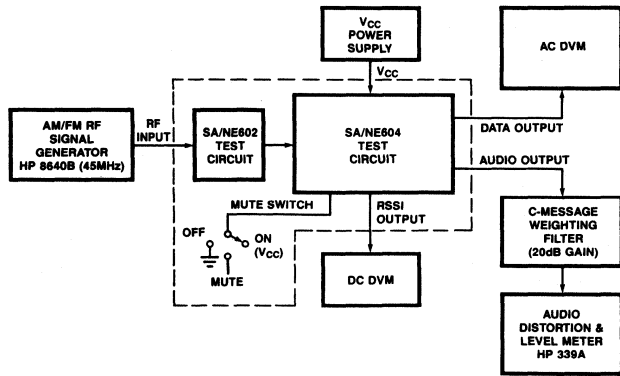 VCC
POWER
SUPPLY
AC DVM
VCC
AM/FM RF
SIGNAL
GENERATOR
HP 8640B (45MHz)
RF
INPUT
SA/NE602
TEST
CIRCUIT
SA/NE604
TEST
CIRCUIT
DATA OUTPUT
AUDIO OUTPUT
MUTE SWITCH
RSSI
OUTPUT
OFF
ON
(VCC)
MUTE
DC DVM
C-MESSAGE
WEIGHTING
FILTER
(20dB GAIN)
AUDIO
DISTORTION &
LEVEL METER
HP 339A